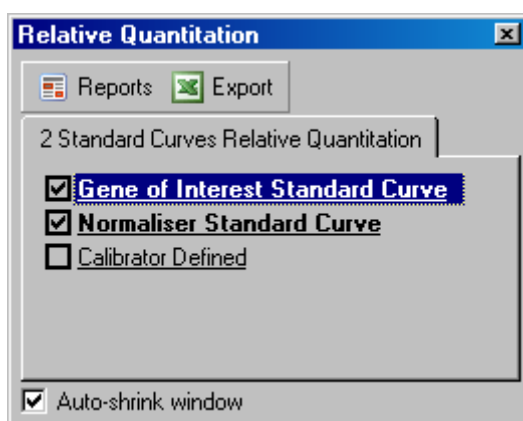 Relative Quantitation
Reports Export
2 Standard Curves Relative Quantitation
Gene of Interest Standard Curve
Normaliser Standard Curve
Calibrator Defined
Auto-shrink window